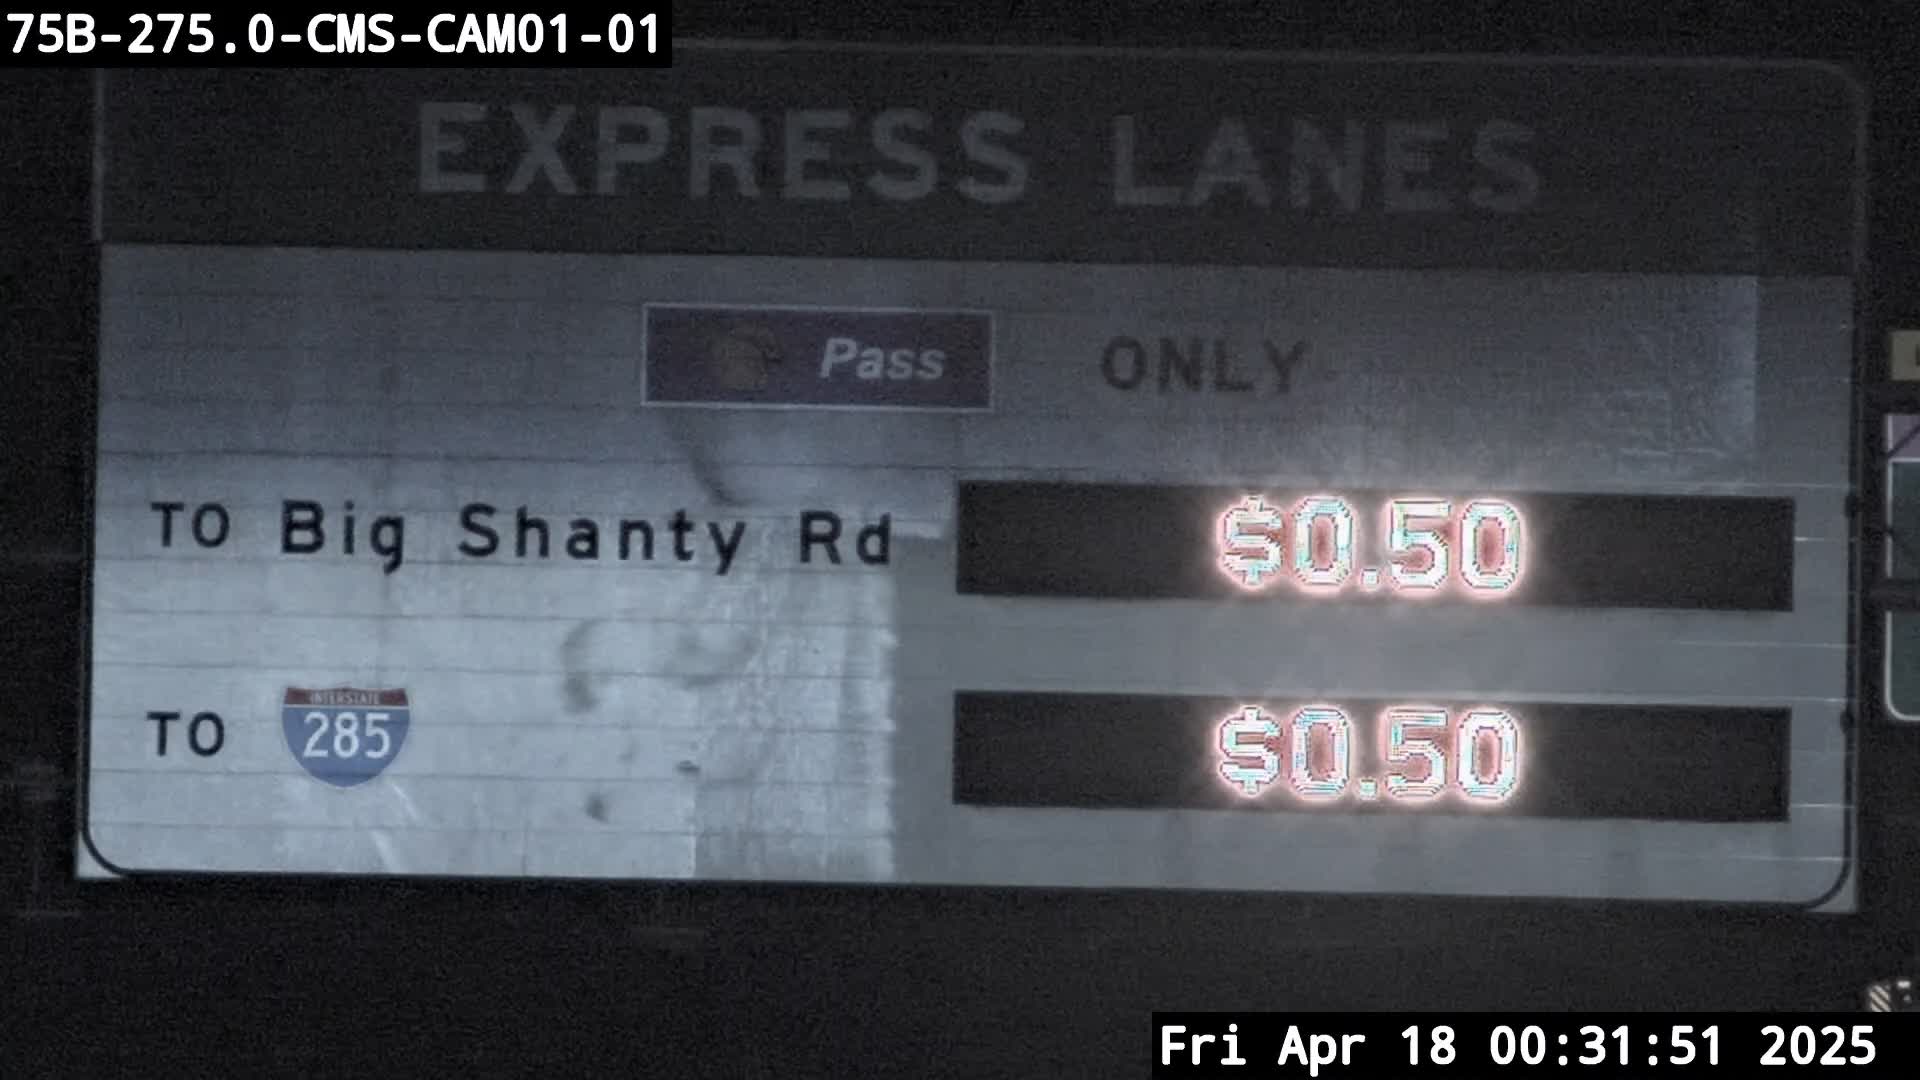 75B-275.0-CMS-CAM01-01
EXPRESS LANES
Pass ONLY
TO Big Shanty Rd $0.50
TO INTERSTATE 285 $0.50
Fri Apr 18 00:31:51 2025